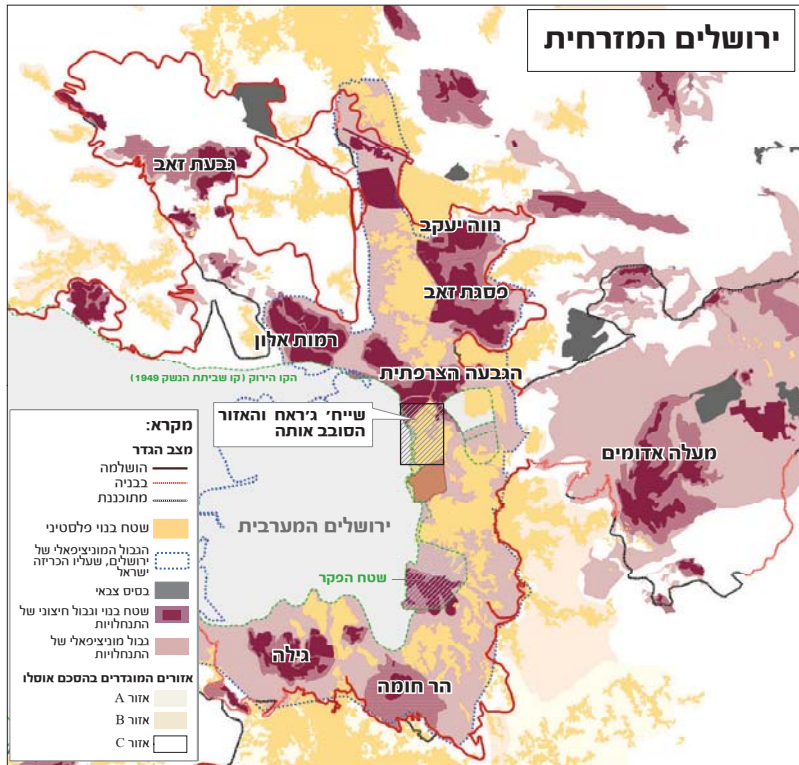 ירושלים המזרחית
גבעת זאב
נווה יעקב
פסגת זאב
רמות אלון
הגבעה הצרפתית
הקו הירוק (קו שביתת הנשק 1949)
שייח' ג'ראח והאזור
הסובב אותה
מעלה אדומים
ירושלים המערבית
שטח הפקר
גילה
הר חומה
מקרא:
מצב הגדר
הושלמה
בבניה
מתוכננת
שטח בנוי פלסטיני
הגבול המוניציפאלי של
ירושלים, שעליו הכריזה
ישראל
בסיס צבאי
שטח בנוי וגבול חיצוני של
התנחלויות
גבול מוניציפאלי של
התנחלויות
אזורים המוגדרים בהסכם אוסלו
אזור A
אזור B
אזור C